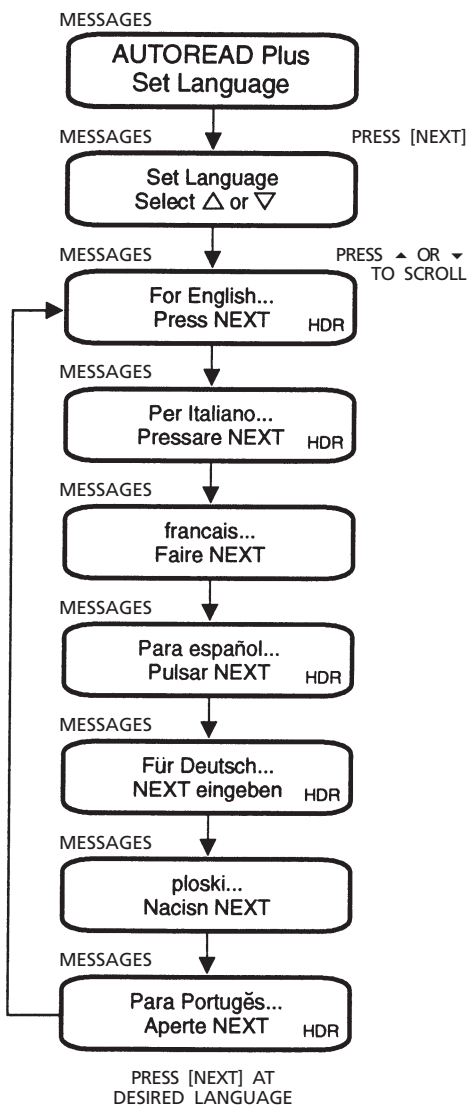 MESSAGES
AUTOREAD Plus
Set Language
MESSAGES
PRESS [NEXT]
Set Language
Select △ or ▽
MESSAGES
PRESS ▲ OR ▼
TO SCROLL
For English...
Press NEXT HDR
MESSAGES
Per Italiano...
Pressare NEXT HDR
MESSAGES
francais...
Faire NEXT
MESSAGES
Para español...
Pulsar NEXT HDR
MESSAGES
Für Deutsch...
NEXT eingeben HDR
MESSAGES
ploski...
Nacisn NEXT
MESSAGES
Para Portugĕs...
Aperte NEXT HDR
PRESS [NEXT] AT
DESIRED LANGUAGE